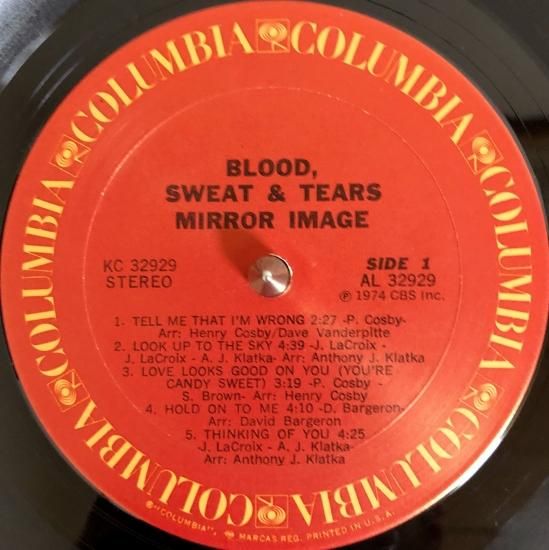 COLUMBIA COLUMBIA COLUMBIA COLUMBIA COLUMBIA COLUMBIA
BLOOD,
SWEAT & TEARS
MIRROR IMAGE
KC 32929
STEREO
SIDE 1
AL 32929
℗ 1974 CBS Inc.
1. TELL ME THAT I'M WRONG 2:27 -P. Cosby-
Arr: Henry Cosby/Dave Vanderpitte
2. LOOK UP TO THE SKY 4:39 -J. LaCroix -
J. LaCroix - A. J. Klatka- Arr: Anthony J. Klatka
3. LOVE LOOKS GOOD ON YOU (YOU'RE
CANDY SWEET) 3:19 -P. Cosby -
S. Brown- Arr: Henry Cosby
4. HOLD ON TO ME 4:10 -D. Bargeron-
Arr: David Bargeron
5. THINKING OF YOU 4:25
-J. LaCroix - A. J. Klatka-
Arr: Anthony J. Klatka
® "COLUMBIA", MARCAS REG. PRINTED IN U.S.A.